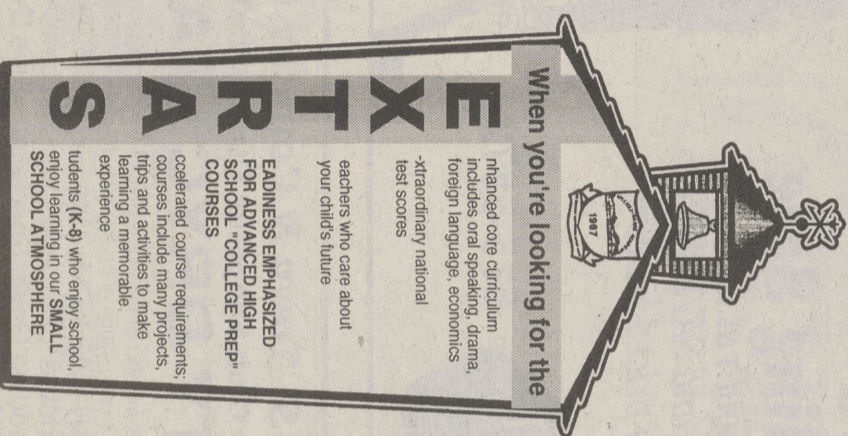 1987
When you're looking for the
E nhanced core curriculum
includes oral speaking, drama,
foreign language, economics
X -xtraordinary national
test scores
T eachers who care about
your child's future
R EADINESS EMPHASIZED
FOR ADVANCED HIGH
SCHOOL "COLLEGE PREP"
COURSES
A ccelerated course requirements;
courses include many projects,
trips and activities to make
learning a memorable
experience
S tudents (K-8) who enjoy school,
enjoy learning in our SMALL
SCHOOL ATMOSPHERE